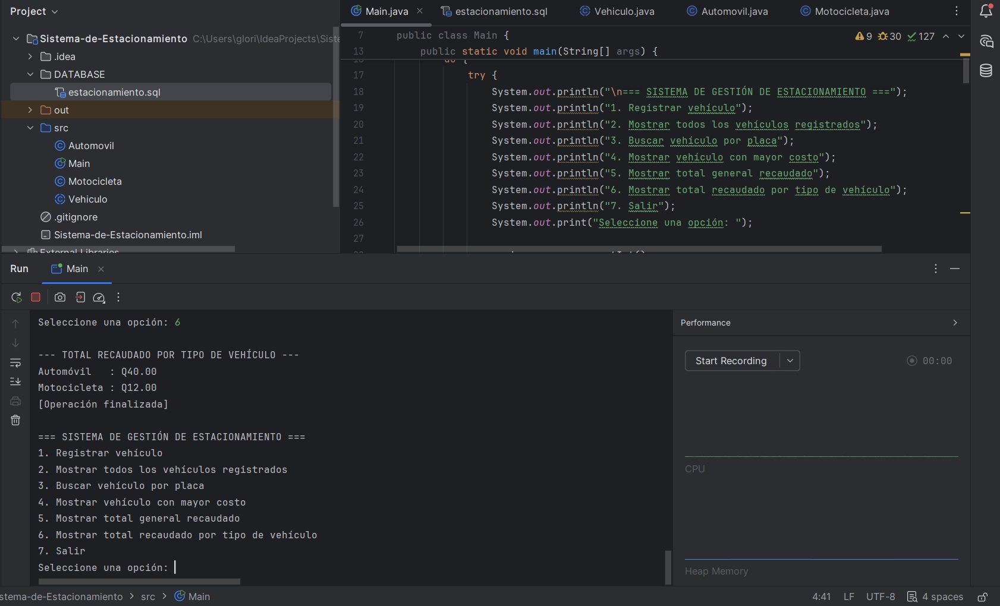 Project
Main.java
estacionamiento.sql
Vehiculo.java
Automovil.java
Motocicleta.java
Sistema-de-Estacionamiento C:\Users\glori\IdeaProjects\Siste
.idea
DATABASE
estacionamiento.sql
out
src
Automovil
Main
Motocicleta
Vehiculo
.gitignore
Sistema-de-Estacionamiento.iml
External Libraries
9 30 127
7 public class Main {
13 public static void main(String[] args) {
do {
17 try {
18 System.out.println("\n=== SISTEMA DE GESTIÓN DE ESTACIONAMIENTO ===");
19 System.out.println("1. Registrar vehículo");
20 System.out.println("2. Mostrar todos los vehículos registrados");
21 System.out.println("3. Buscar vehículo por placa");
22 System.out.println("4. Mostrar vehículo con mayor costo");
23 System.out.println("5. Mostrar total general recaudado");
24 System.out.println("6. Mostrar total recaudado por tipo de vehículo");
25 System.out.println("7. Salir");
26 System.out.print("Seleccione una opción: ");
27
Run Main
Seleccione una opción: 6
--- TOTAL RECAUDADO POR TIPO DE VEHÍCULO ---
Automóvil : Q40.00
Motocicleta : Q12.00
[Operación finalizada]
=== SISTEMA DE GESTIÓN DE ESTACIONAMIENTO ===
1. Registrar vehículo
2. Mostrar todos los vehículos registrados
3. Buscar vehículo por placa
4. Mostrar vehículo con mayor costo
5. Mostrar total general recaudado
6. Mostrar total recaudado por tipo de vehículo
7. Salir
Seleccione una opción:
Performance
Start Recording
00:00
CPU
Heap Memory
stema-de-Estacionamiento > src > Main
4:41 LF UTF-8 4 spaces